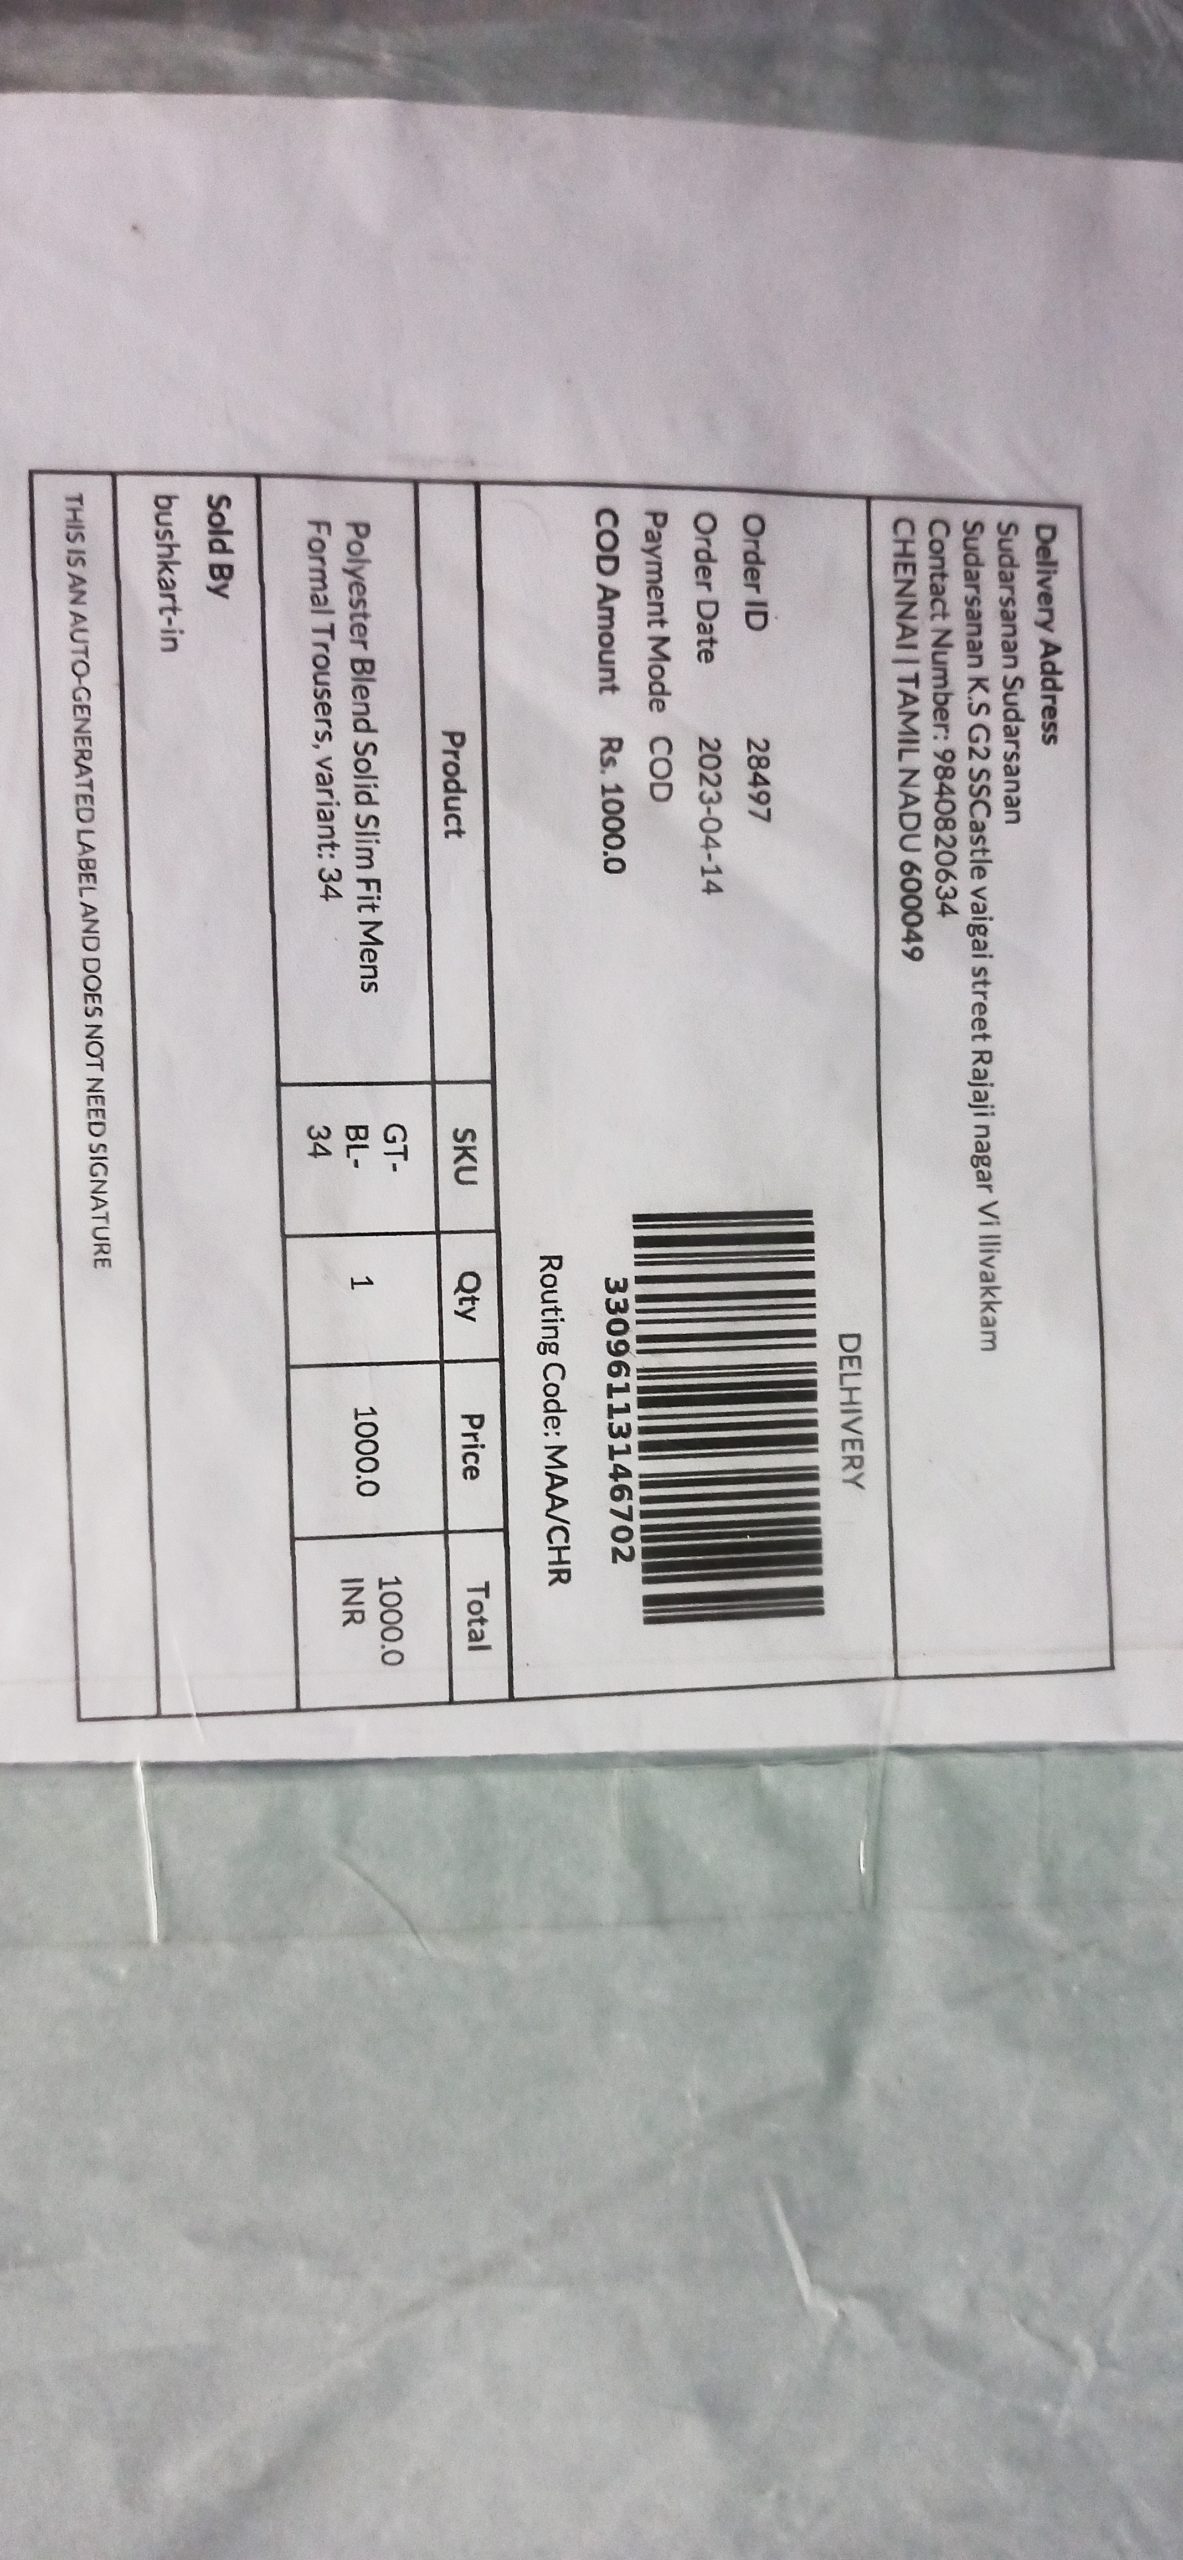 Delivery Address
Sudarsanan Sudarsanan
Sudarsanan K.S G2 SSCastle vaigai street Rajaji nagar Vi llivakkam
Contact Number: 9840820634
CHENNAI | TAMIL NADU 600049
DELHIVERY
Order ID 28497
Order Date 2023-04-14
Payment Mode COD
COD Amount Rs. 1000.0
33096113146702
Routing Code: MAA/CHR
Product SKU Qty Price Total
Polyester Blend Solid Slim Fit Mens
Formal Trousers, variant: 34
GT-
BL-
34
1
1000.0
1000.0
INR
Sold By
bushkart-in
THIS IS AN AUTO-GENERATED LABEL AND DOES NOT NEED SIGNATURE